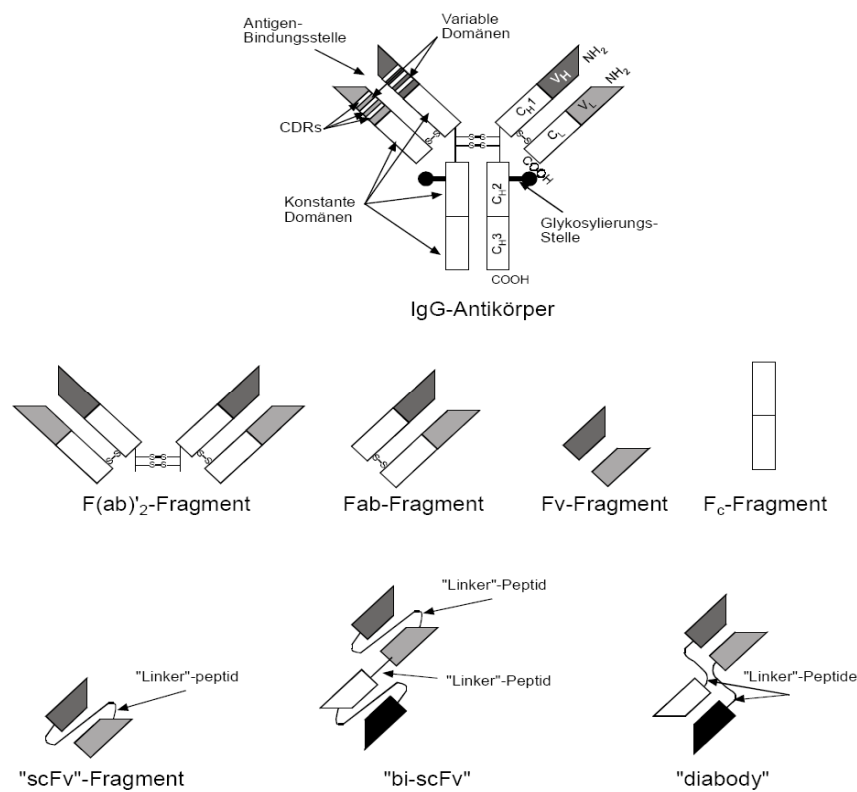 Antigen-
Bindungsstelle
Variable
Domänen
CDRs
Konstante
Domänen
NH2
VH
CH1
NH2
VL
CL
S-S
S-S
S-S
S-S
COOH
CH2
CH3
COOH
Glykosylierungs-
Stelle
IgG-Antikörper
S-S
S-S
S-S
S-S
F(ab)'2-Fragment
S-S
Fab-Fragment
Fv-Fragment
Fc-Fragment
"Linker"-peptid
"scFv"-Fragment
"Linker"-Peptid
"Linker"-Peptid
"bi-scFv"
"Linker"-Peptide
"diabody"